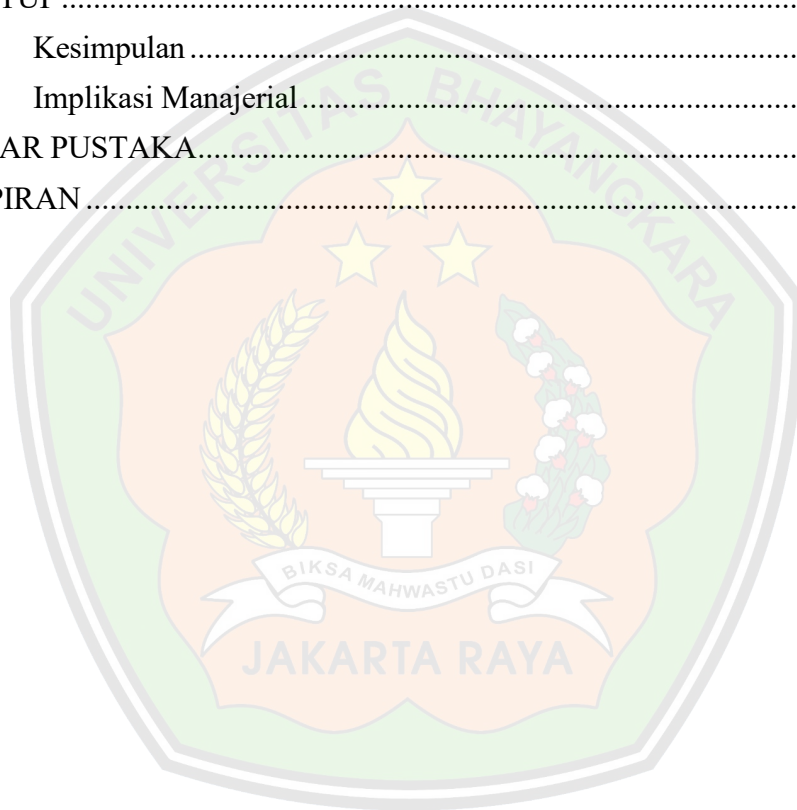 TUP ....................................................................................................
Kesimpulan ....................................................................................
Implikasi Manajerial ......................................................................
AR PUSTAKA....................................................................................
PIRAN ................................................................................................
UNIVERSITAS BHAYANGKARA
BIKSA MAHWASTU DASI
JAKARTA RAYA